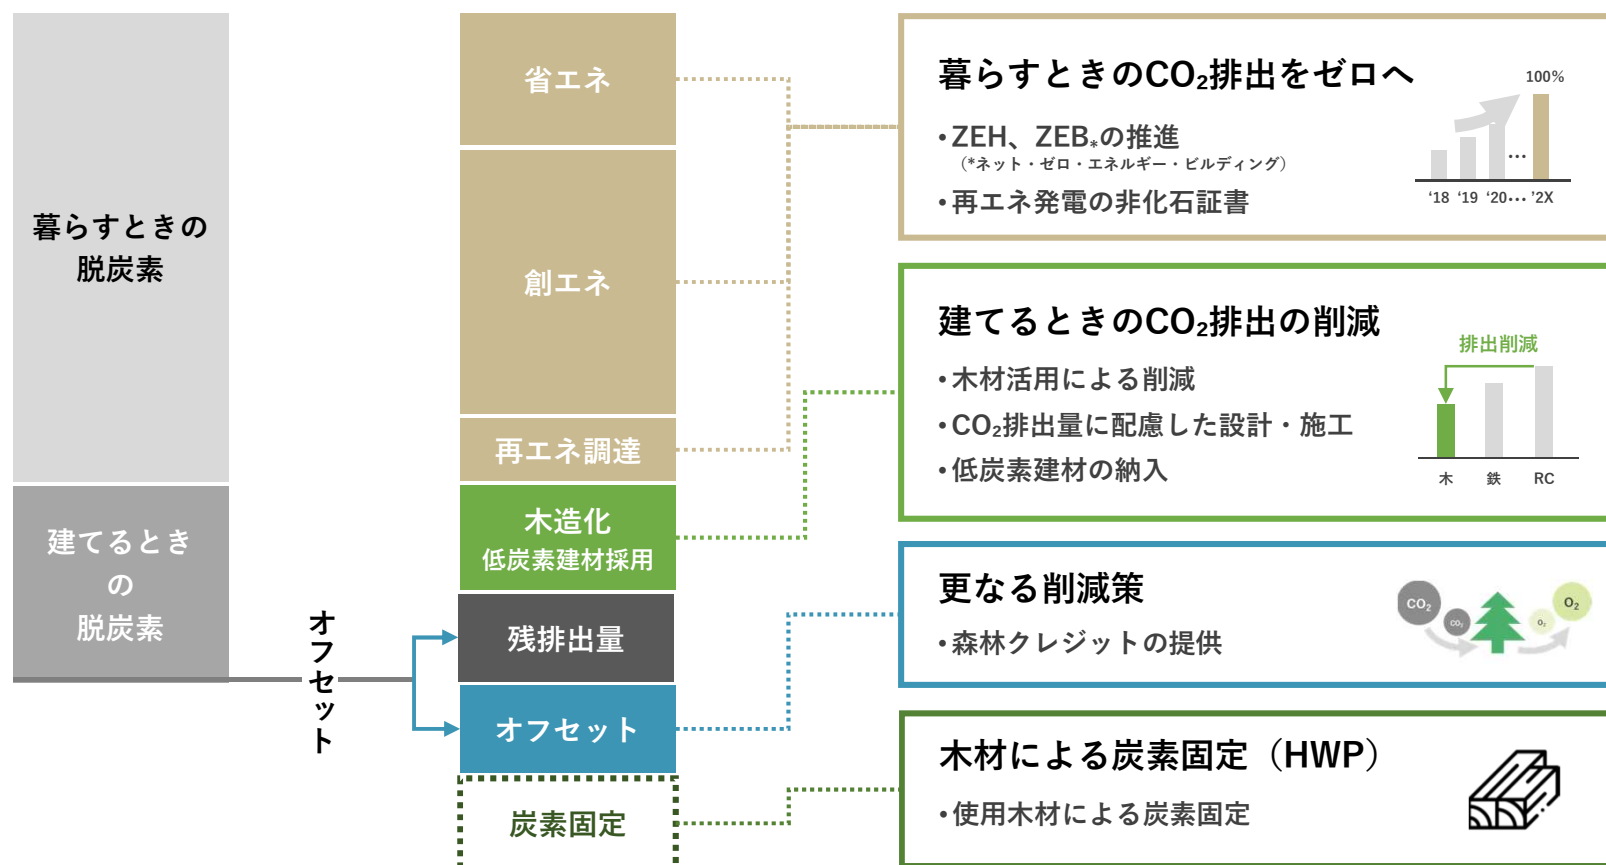 暮らすときの
脱炭素
建てるとき
の
脱炭素
オフセット
省エネ
創エネ
再エネ調達
木造化
低炭素建材採用
残排出量
オフセット
炭素固定
暮らすときのCO₂排出をゼロへ
・ZEH、ZEB*の推進
（*ネット・ゼロ・エネルギー・ビルディング）
・再エネ発電の非化石証書
100%
…
‘18 ‘19 ‘20… ’2X
建てるときのCO₂排出の削減
・木材活用による削減
・CO₂排出量に配慮した設計・施工
・低炭素建材の納入
排出削減
木 鉄 RC
更なる削減策
・森林クレジットの提供
CO₂ CO₂ O₂ O₂
木材による炭素固定（HWP）
・使用木材による炭素固定